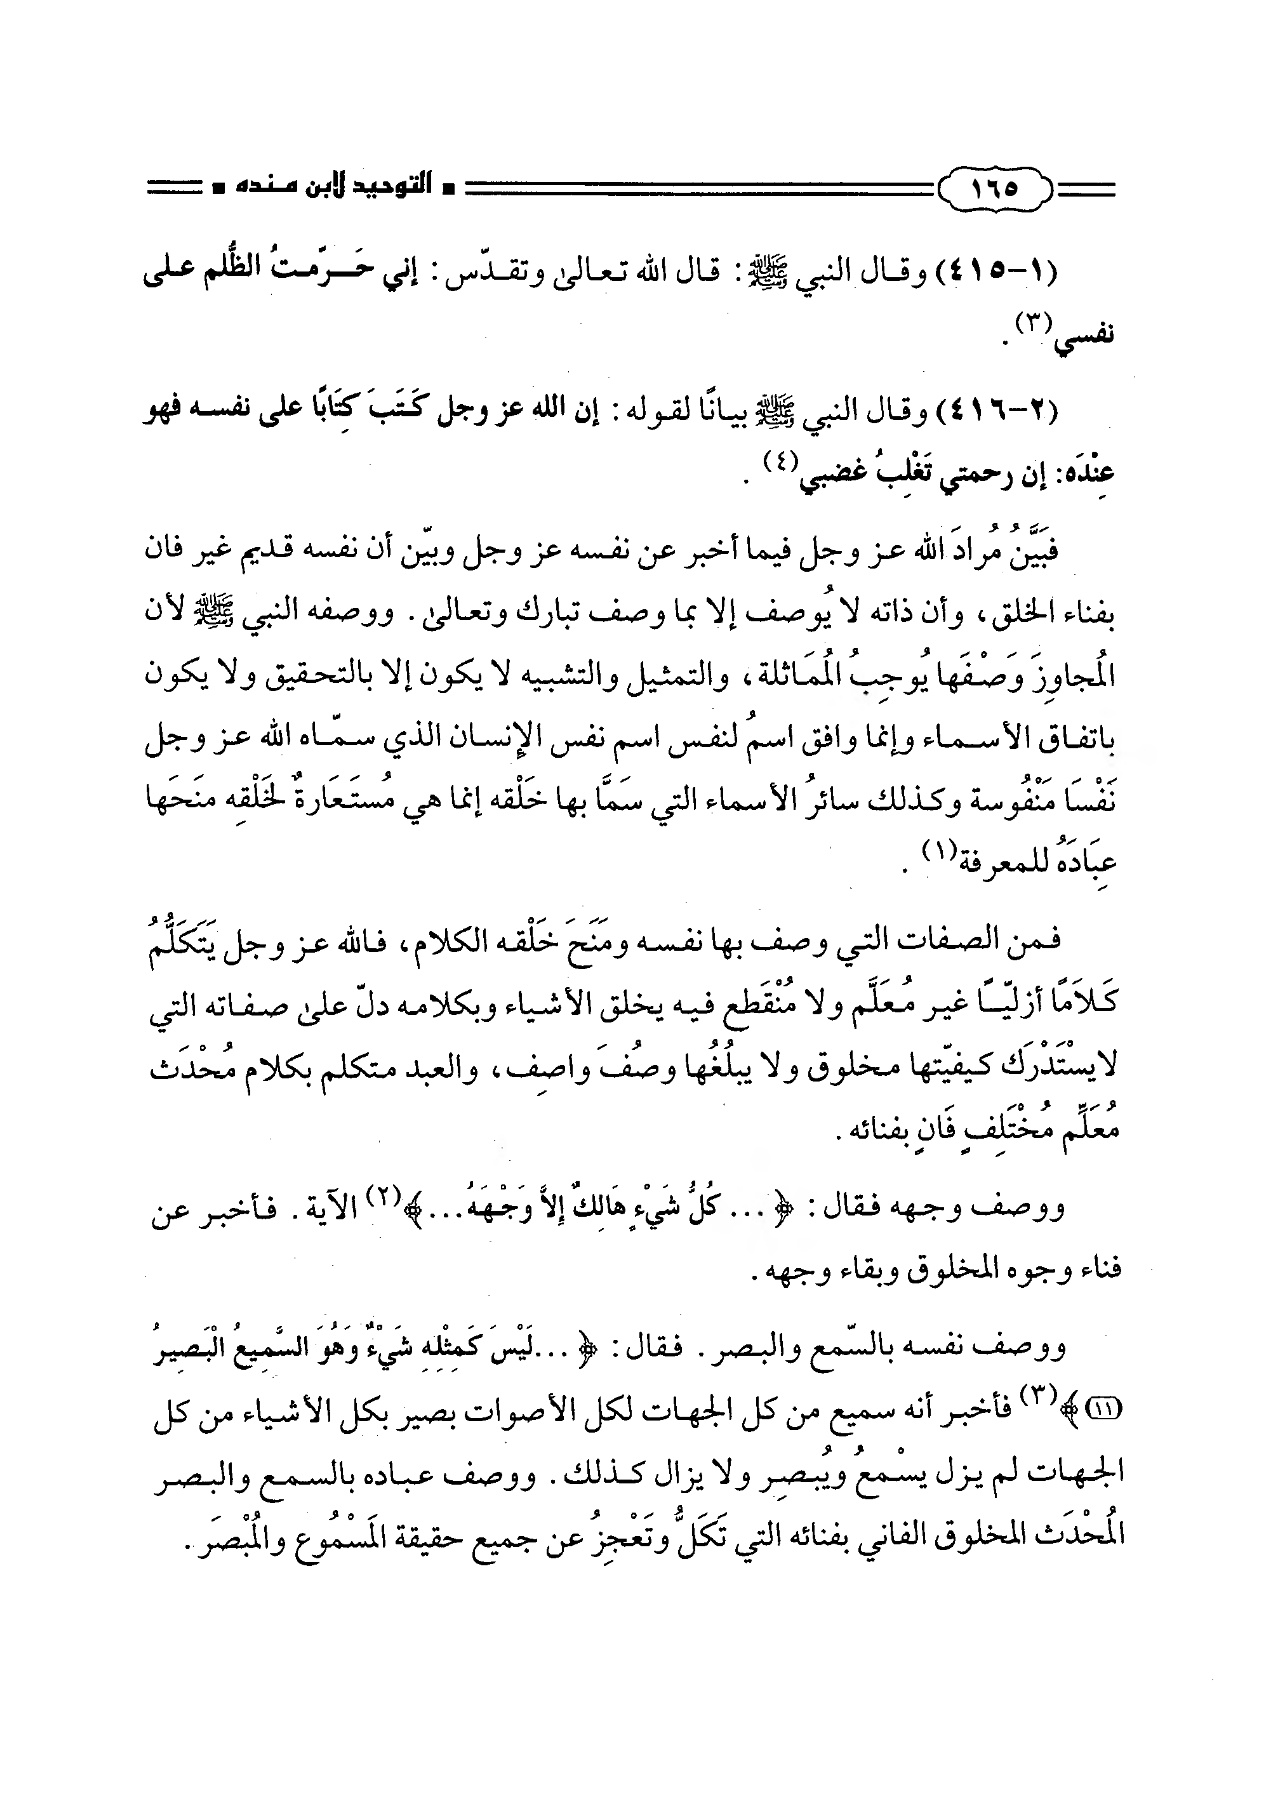 ١٦٥ ■ التوحيد لابن منده ■
(١-٤١٥) وقال النبي ﷺ: قال الله تعالى وتقدّس: إني حَرّمتُ الظُّلم على
نفسي(٣).
(٢-٤١٦) وقال النبي ﷺ بيانًا لقوله: إن الله عز وجل كَتَبَ كِتَابًا على نفسه فهو
عِنْدَه: إن رحمتي تَغْلِبُ غضبي(٤).
فبَيَّنُ مُرادَ الله عز وجل فيما أخبر عن نفسه عز وجل وبيّن أن نفسه قديم غير فان
بفناء الخلق، وأن ذاته لا يُوصف إلا بما وصف تبارك وتعالى. ووصفه النبي ﷺ لأن
المُجاوِزَ وَصْفَها يُوجِبُ المُمَاثلة، والتمثيل والتشبيه لا يكون إلا بالتحقيق ولا يكون
باتفاق الأسماء وإنما وافق اسمُ لنفس اسم نفس الإنسان الذي سمّاه الله عز وجل
نَفْسَا مَنْفُوسة وكذلك سائرُ الأسماء التي سَمَّا بها خَلْقه إنما هي مُسْتَعارةٌ لخَلْقِه منَحَها
عِبَادَهُ للمعرفة(١).
فمن الصفات التي وصف بها نفسه ومَنَحَ خَلْقه الكلام، فالله عز وجل يَتَكَلَّمُ
كَلاَمًا أزليًّا غير مُعَلَّم ولا مُنْقَطع فيه يخلق الأشياء وبكلامه دلّ على صفاته التي
لايسْتَدْرَك كيفيّتها مخلوق ولا يبلُغُها وصُفَ واصِف، والعبد متكلم بكلام مُحْدَث
مُعَلَّم مُخْتَلِفٍ فَانٍ بفنائه.
ووصف وجهه فقال: ﴿ ... كُلُّ شَيْءٍ هَالِكٌ إِلاَّ وَجْهَهُ...﴾(٢) الآية. فأخبر عن
فناء وجوه المخلوق وبقاء وجهه.
ووصف نفسه بالسّمع والبصر. فقال: ﴿ ...لَيْسَ كَمِثْلِهِ شَيْءٌ وَهُوَ السَّمِيعُ الْبَصِيرُ
(١١)﴾(٣) فأخبر أنه سميع من كل الجهات لكل الأصوات بصير بكل الأشياء من كل
الجهات لم يزل يسْمعُ ويُبصِر ولا يزال كذلك. ووصف عباده بالسمع والبصر
المُحْدَث المخلوق الفاني بفنائه التي تَكَلُّ وتَعْجِزُ عن جميع حقيقة المَسْمُوع والمُبْصَر.